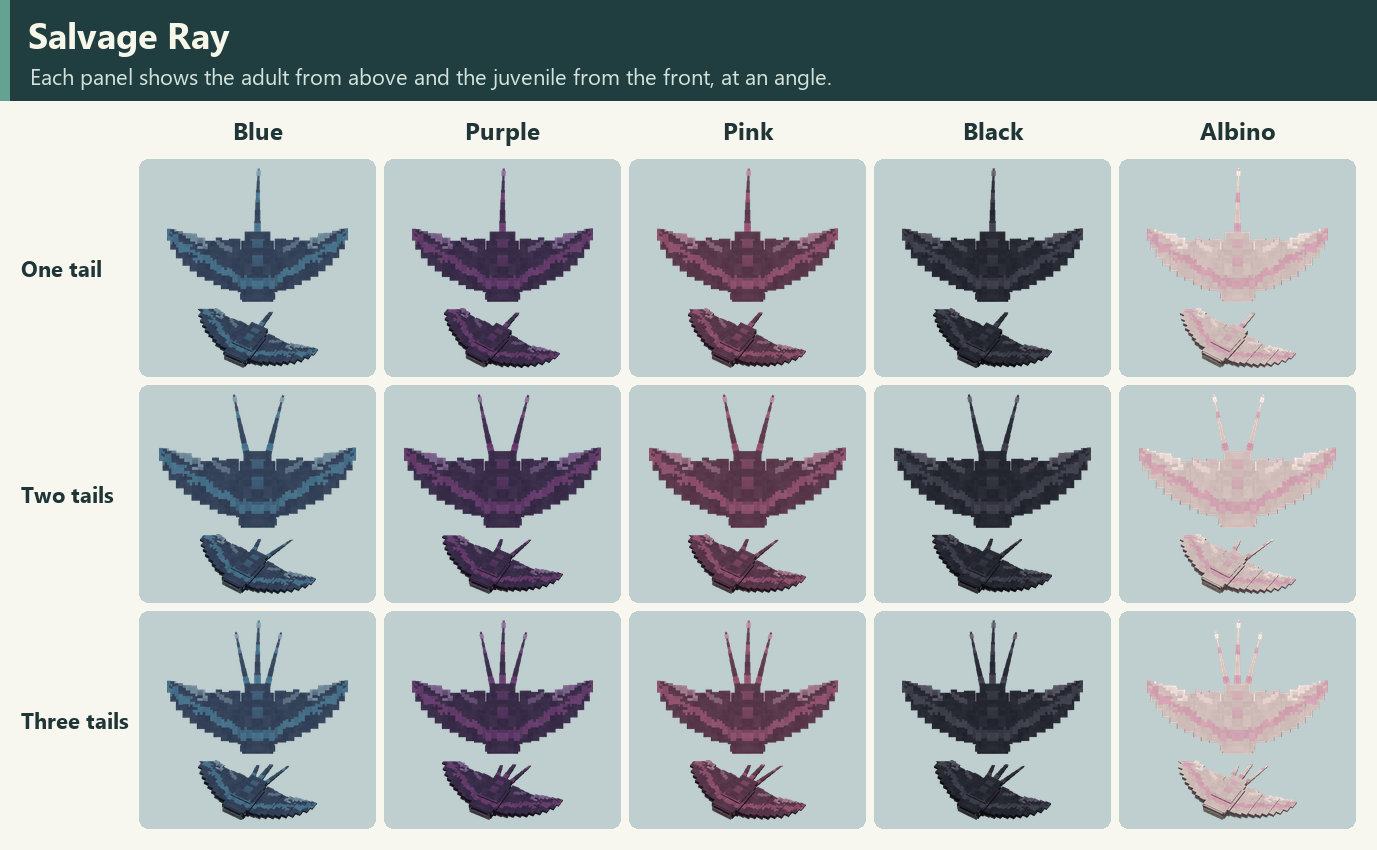 Salvage Ray
Each panel shows the adult from above and the juvenile from the front, at an angle.
Blue Purple Pink Black Albino
One tail
Two tails
Three tails